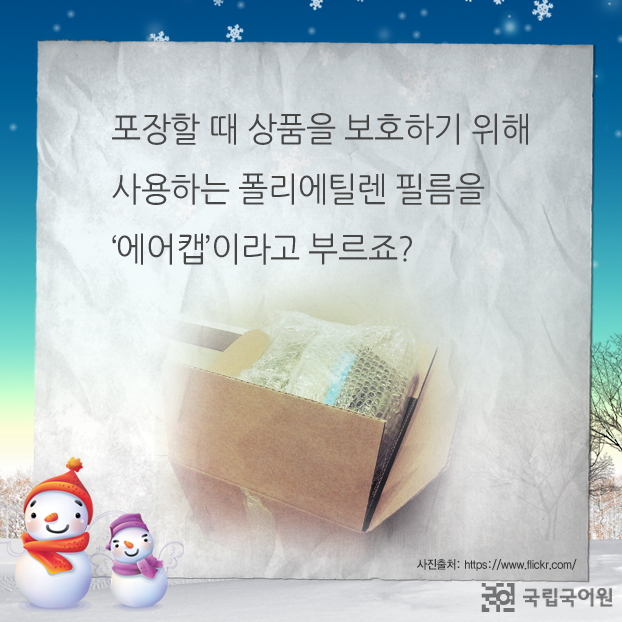 포장할 때 상품을 보호하기 위해
사용하는 폴리에틸렌 필름을
‘에어캡’이라고 부르죠?
사진출처: https://www.flickr.com/
국립국어원